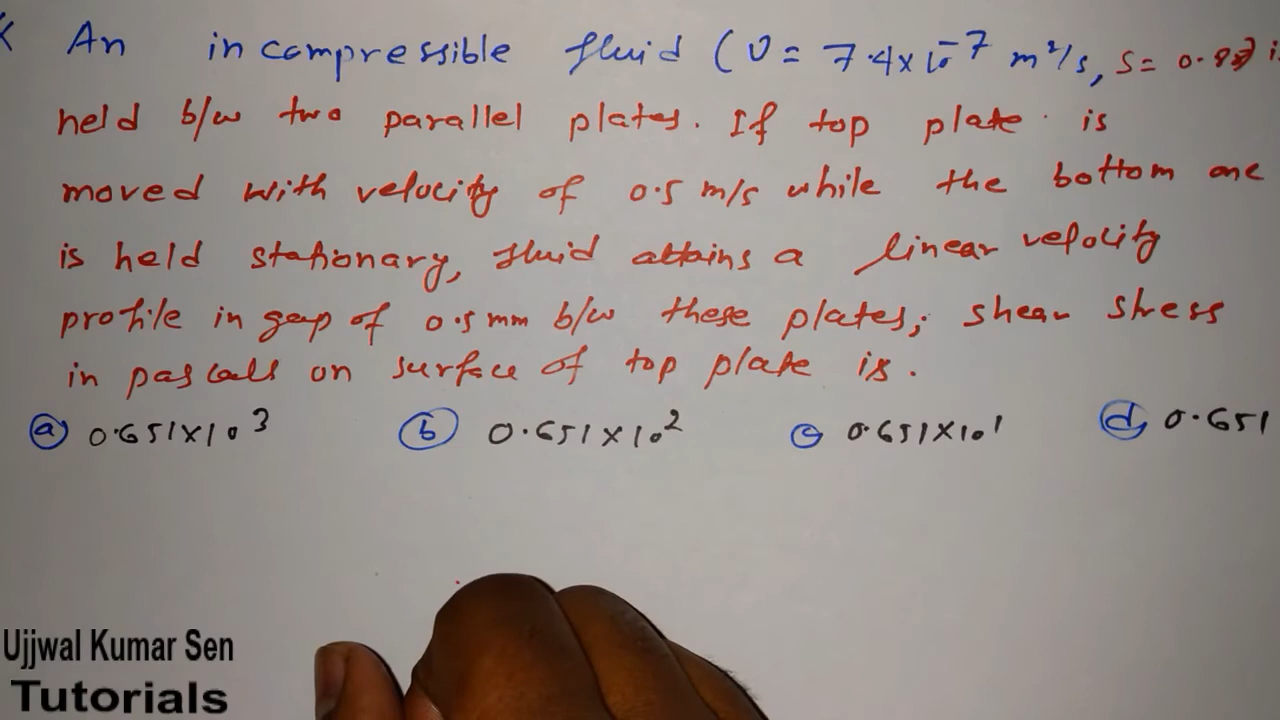 An incompressible fluid (υ = 7.4×10⁻⁷ m²/s, S = 0.88
held b/w two parallel plates. If top plate is
moved with velocity of 0.5 m/s while the bottom one
is held stationary, fluid attains a linear velocity
profile in gap of 0.5 mm b/w these plates; shear stress
in pascals on surface of top plate is.
(a) 0.651×10³ (b) 0.651×10² (c) 0.651×10¹ (d) 0.651
Ujjwal Kumar Sen
Tutorials